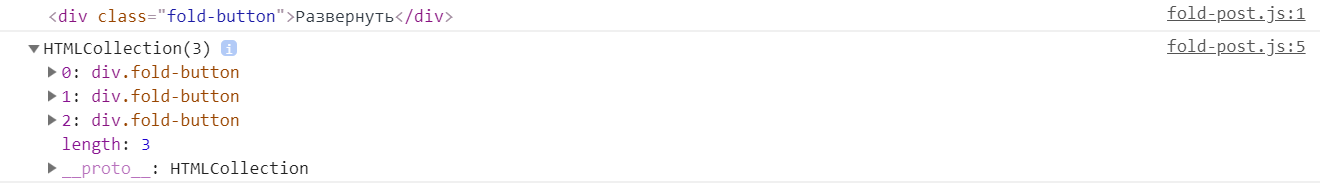 <div class="fold-button">Развернуть</div> fold-post.js:1
▼HTMLCollection(3) i fold-post.js:5
▶0: div.fold-button
▶1: div.fold-button
▶2: div.fold-button
length: 3
▶__proto__: HTMLCollection